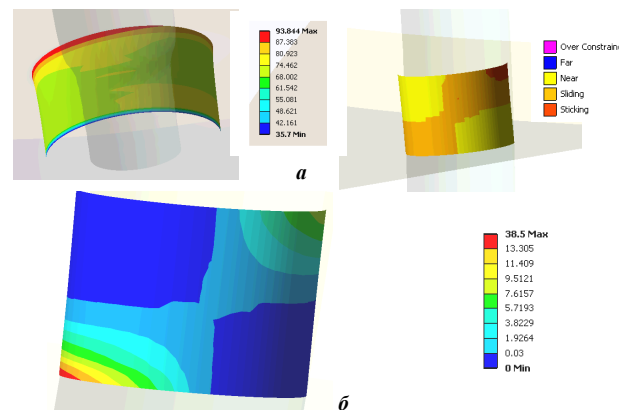 93.844 Max
87.383
80.923
74.462
68.002
61.542
55.081
48.621
42.161
35.7 Min
Over Constraine
Far
Near
Sliding
Sticking
а
38.5 Max
13.305
11.409
9.5121
7.6157
5.7193
3.8229
1.9264
0.03
0 Min
б